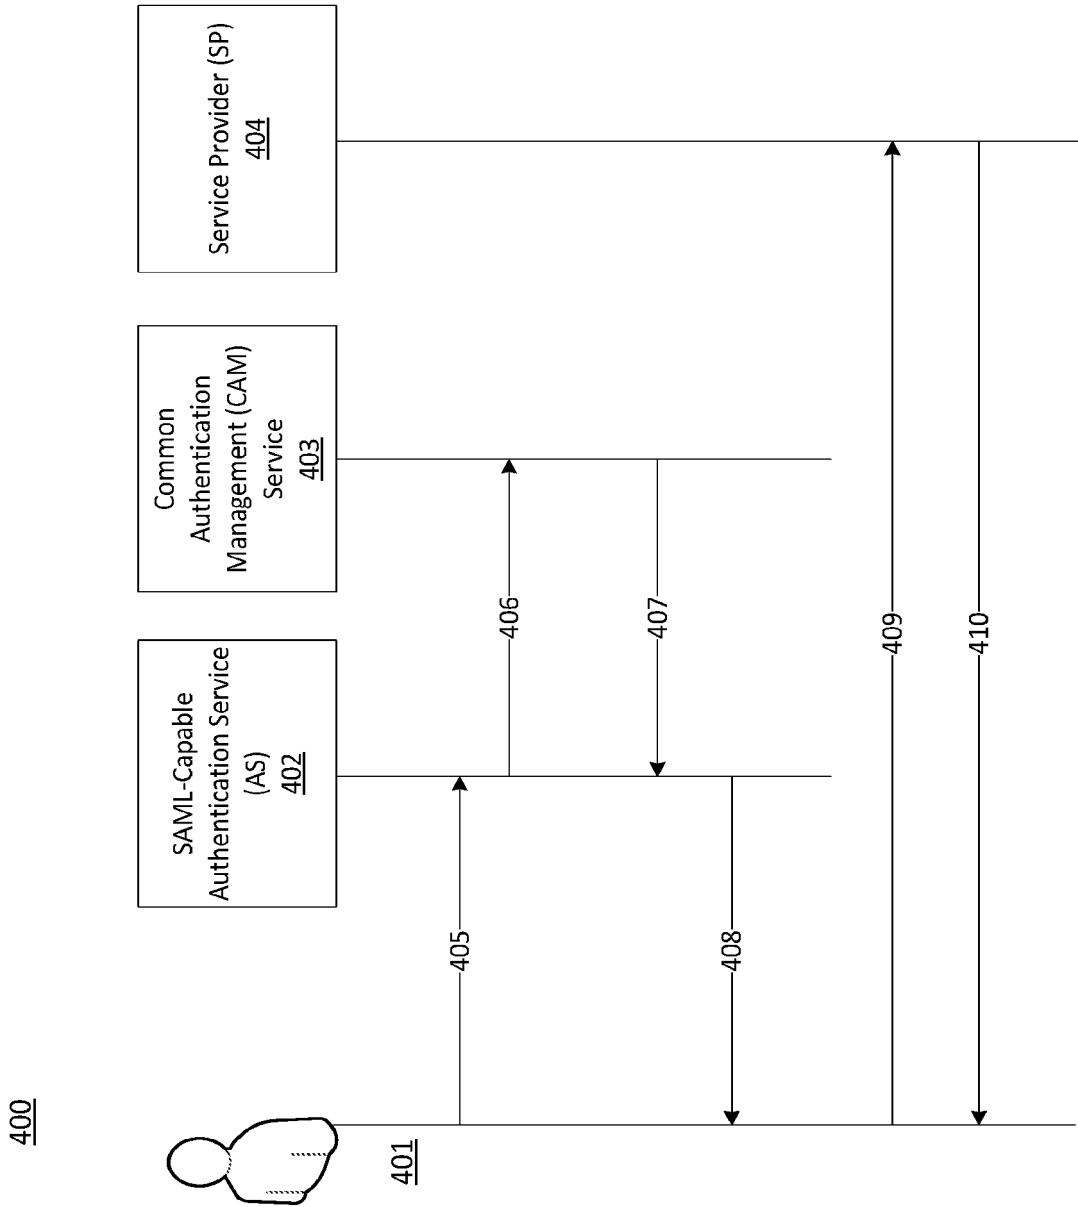 400
401
SAML-Capable
Authentication Service
(AS)
402
Common
Authentication
Management (CAM)
Service
403
Service Provider (SP)
404
405
406
407
408
409
410